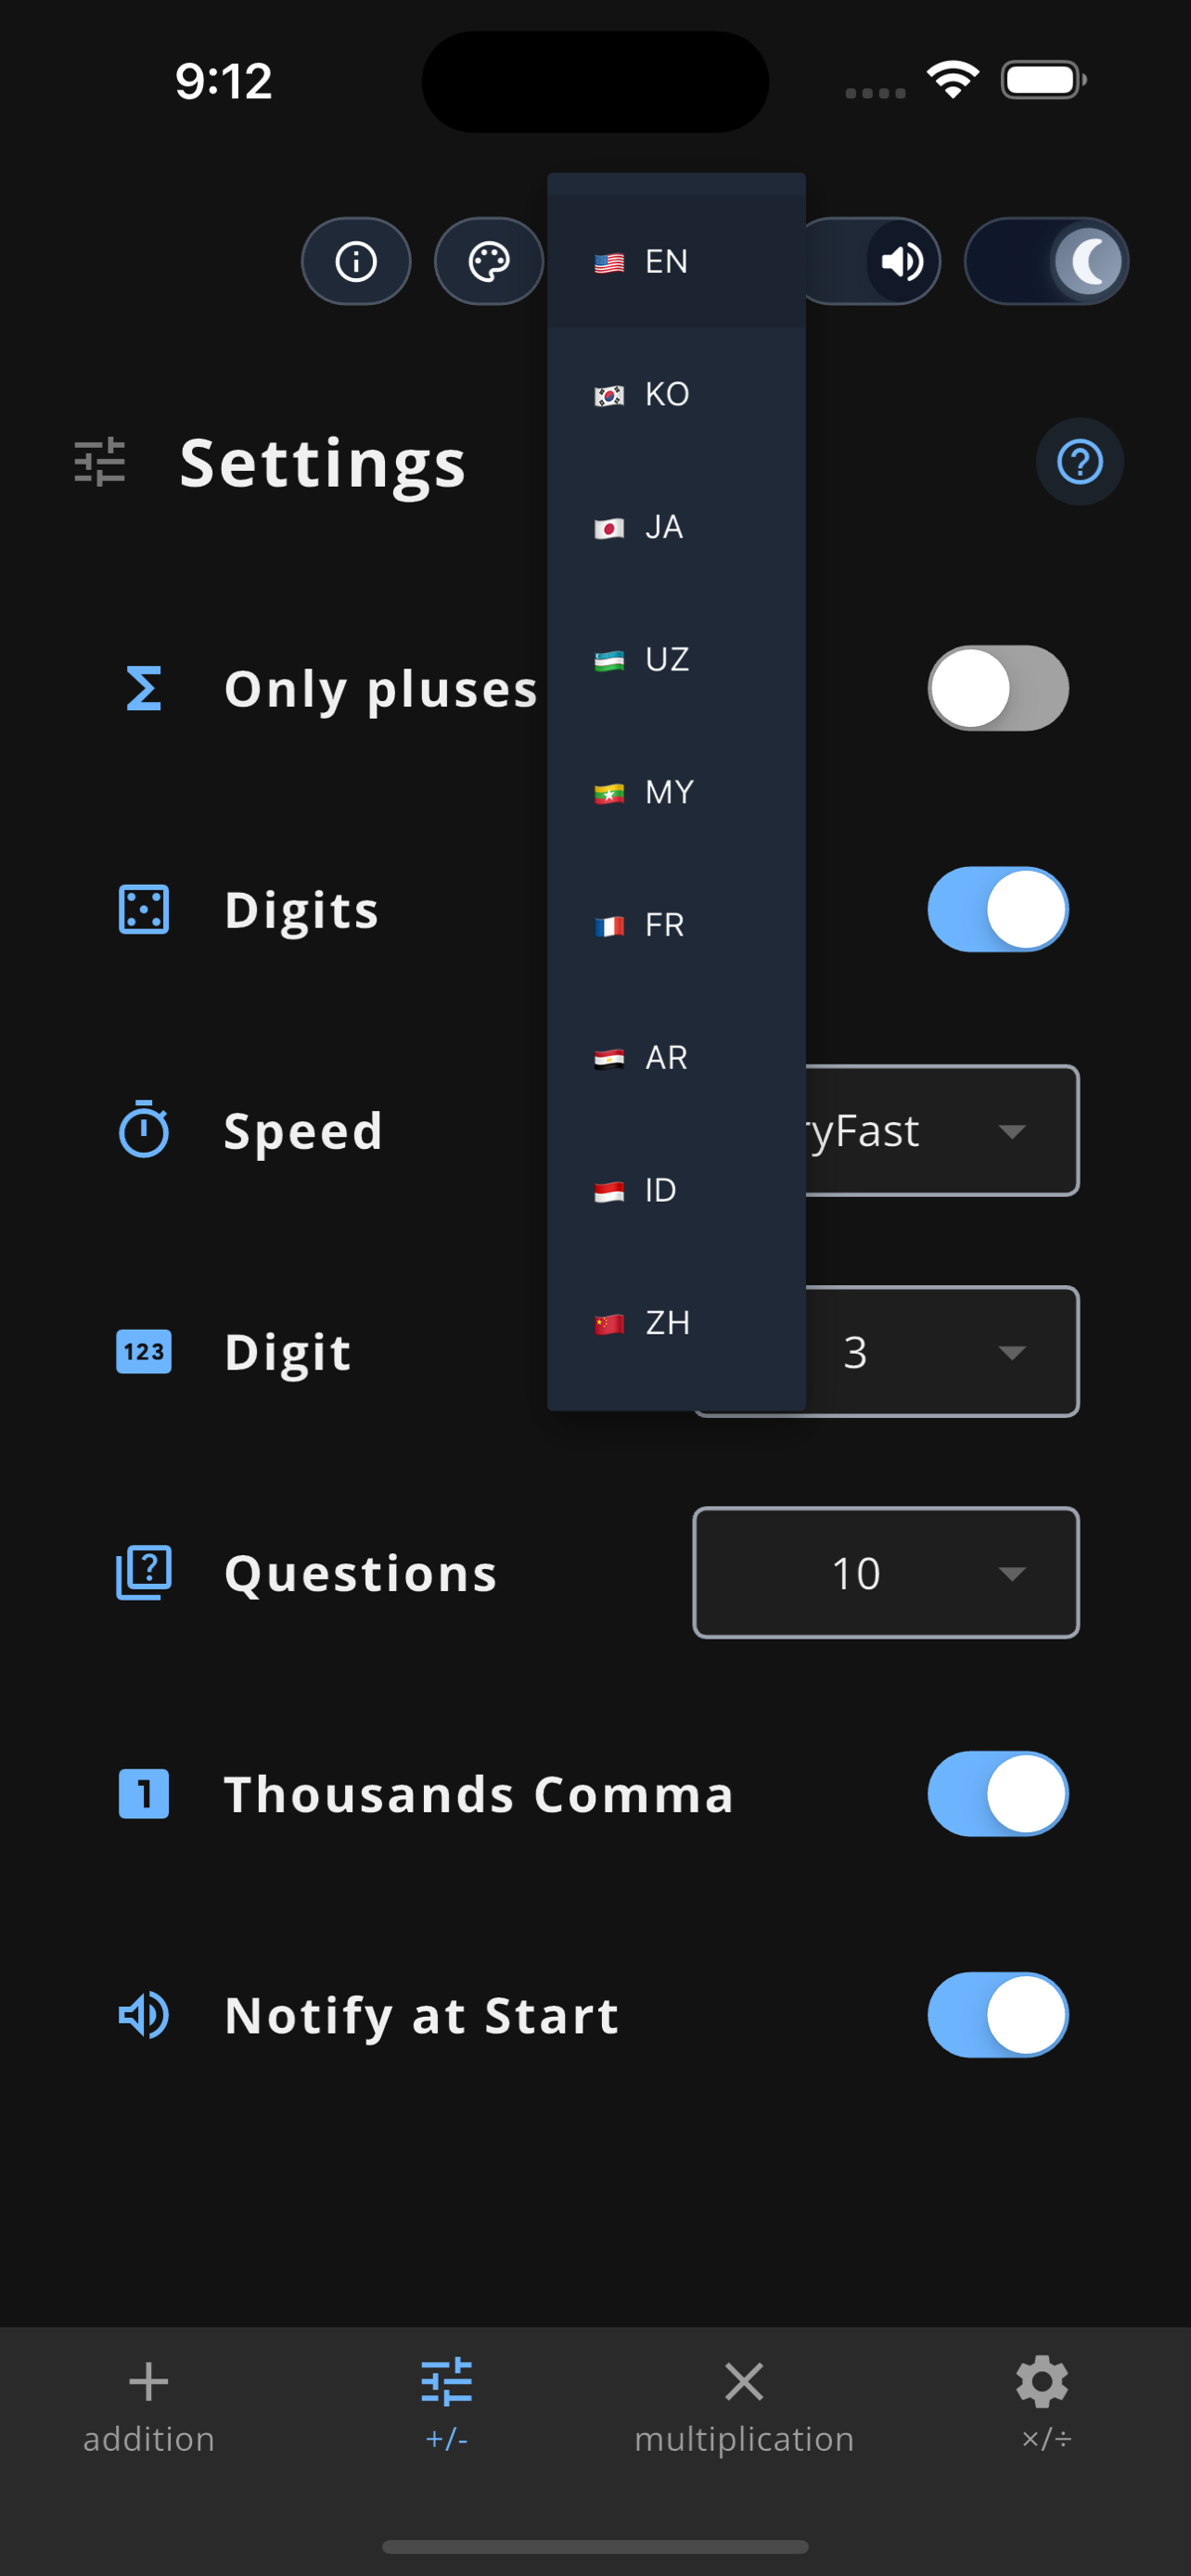 9:12
EN
KO
JA
UZ
MY
FR
AR
ID
ZH
Settings
Only pluses
Digits
Speed
ryFast
Digit
3
123
Questions
10
1
Thousands Comma
Notify at Start
addition
+/-
multiplication
×/÷